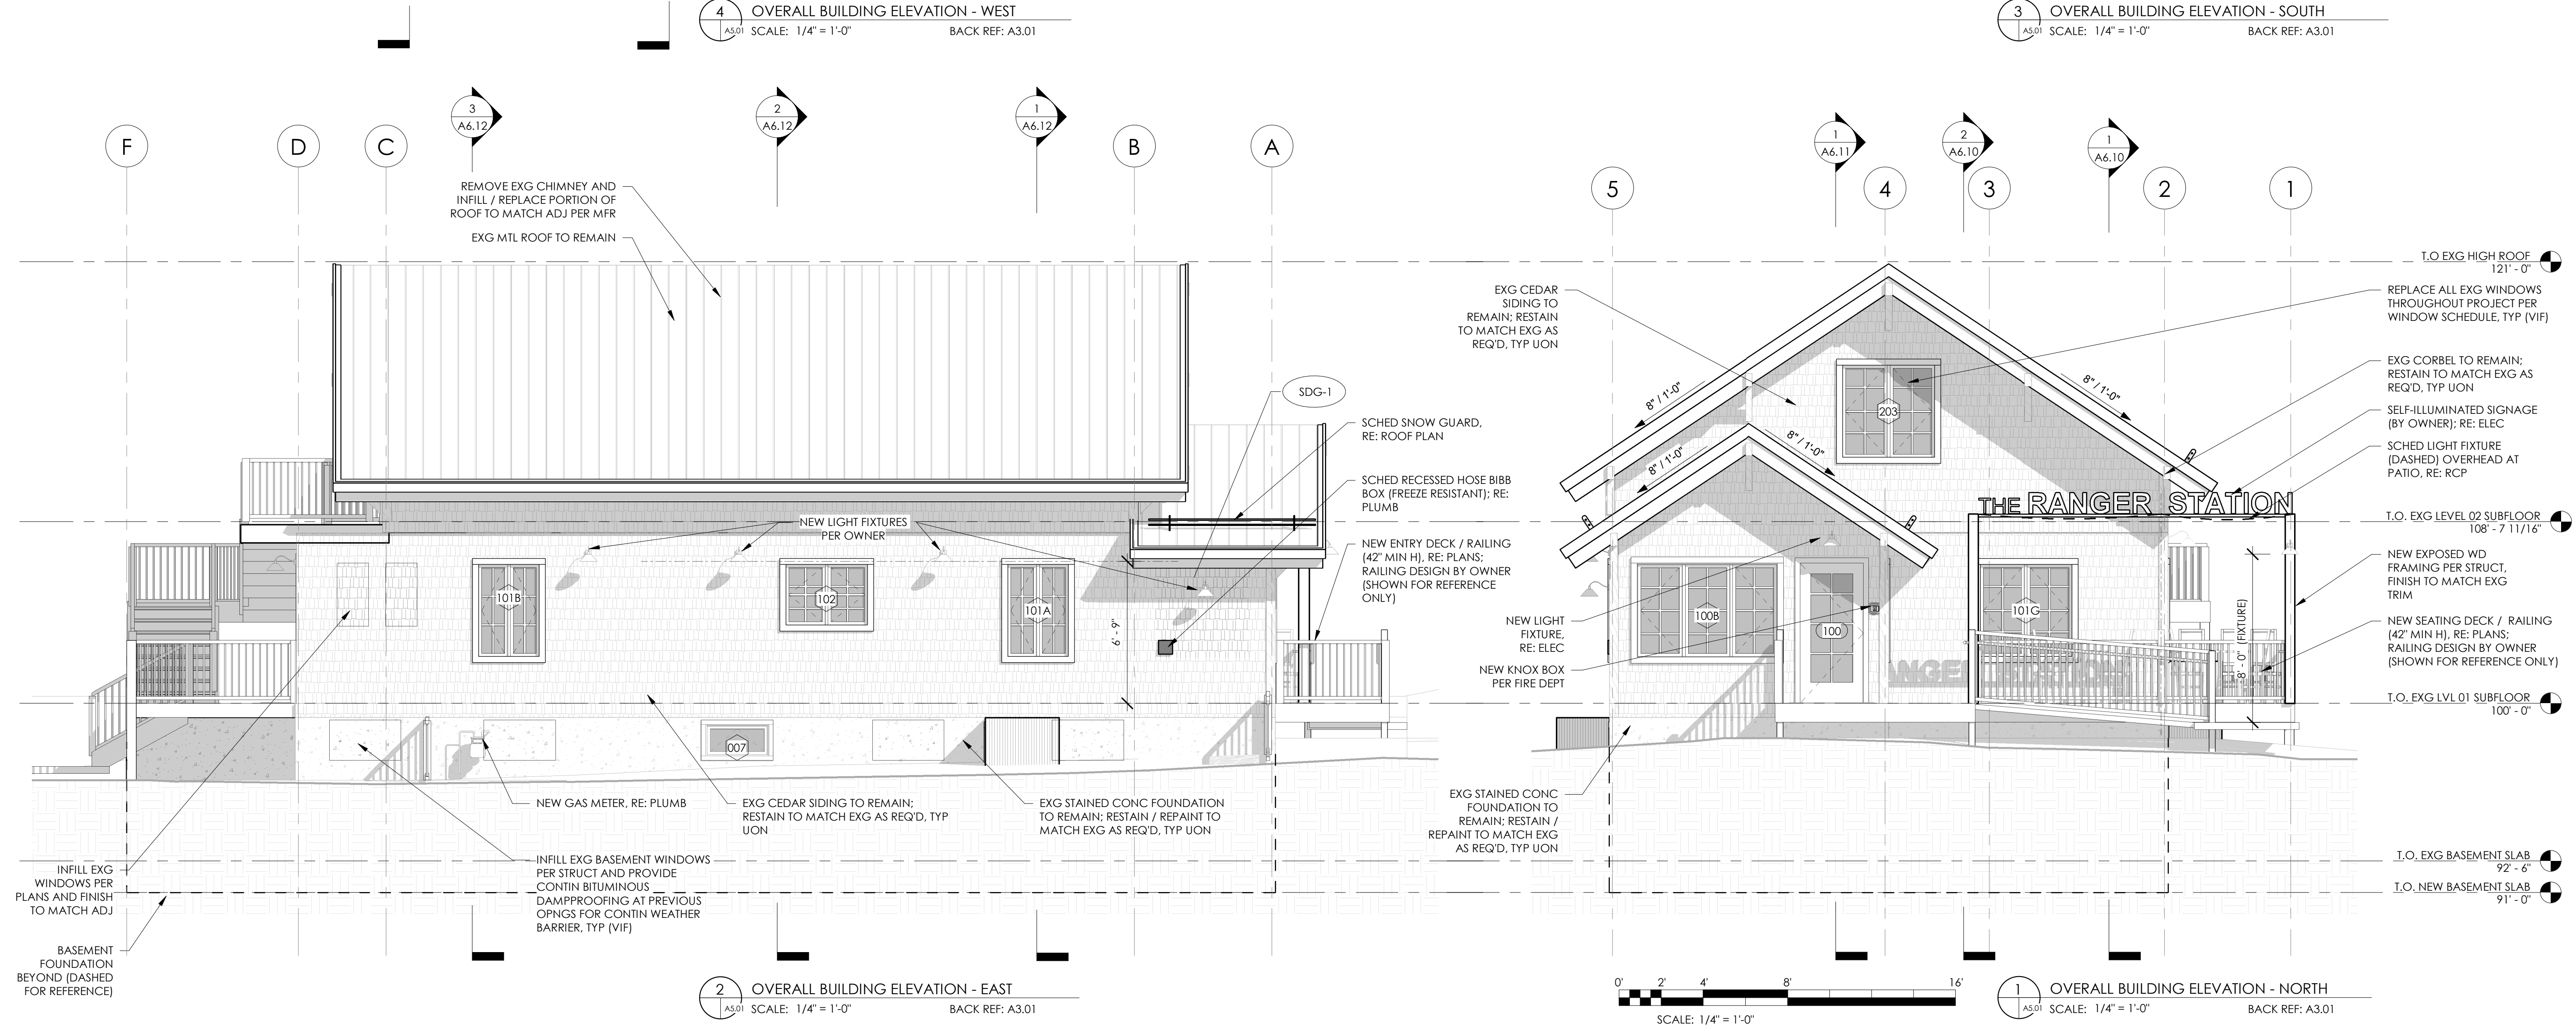 4
A5.01
OVERALL BUILDING ELEVATION - WEST
SCALE: 1/4" = 1'-0"
BACK REF: A3.01
3
A5.01
OVERALL BUILDING ELEVATION - SOUTH
SCALE: 1/4" = 1'-0"
BACK REF: A3.01
3
A6.12
2
A6.12
1
A6.12
F
D
C
B
A
REMOVE EXG CHIMNEY AND
INFILL / REPLACE PORTION OF
ROOF TO MATCH ADJ PER MFR
EXG MTL ROOF TO REMAIN
SDG-1
SCHED SNOW GUARD,
RE: ROOF PLAN
SCHED RECESSED HOSE BIBB
BOX (FREEZE RESISTANT); RE:
PLUMB
NEW LIGHT FIXTURES
PER OWNER
NEW ENTRY DECK / RAILING
(42" MIN H), RE: PLANS;
RAILING DESIGN BY OWNER
(SHOWN FOR REFERENCE
ONLY)
101B
102
101A
6' - 9"
007
NEW GAS METER, RE: PLUMB
EXG CEDAR SIDING TO REMAIN;
RESTAIN TO MATCH EXG AS REQ'D, TYP
UON
EXG STAINED CONC FOUNDATION
TO REMAIN; RESTAIN / REPAINT TO
MATCH EXG AS REQ'D, TYP UON
INFILL EXG
WINDOWS PER
PLANS AND FINISH
TO MATCH ADJ
INFILL EXG BASEMENT WINDOWS
PER STRUCT AND PROVIDE
CONTIN BITUMINOUS
DAMPPROOFING AT PREVIOUS
OPNGS FOR CONTIN WEATHER
BARRIER, TYP (VIF)
BASEMENT
FOUNDATION
BEYOND (DASHED
FOR REFERENCE)
2
A5.01
OVERALL BUILDING ELEVATION - EAST
SCALE: 1/4" = 1'-0"
BACK REF: A3.01
1
A6.11
2
A6.10
1
A6.10
5
4
3
2
1
T.O EXG HIGH ROOF
121' - 0"
EXG CEDAR
SIDING TO
REMAIN; RESTAIN
TO MATCH EXG AS
REQ'D, TYP UON
REPLACE ALL EXG WINDOWS
THROUGHOUT PROJECT PER
WINDOW SCHEDULE, TYP (VIF)
EXG CORBEL TO REMAIN;
RESTAIN TO MATCH EXG AS
REQ'D, TYP UON
SELF-ILLUMINATED SIGNAGE
(BY OWNER); RE: ELEC
SCHED LIGHT FIXTURE
(DASHED) OVERHEAD AT
PATIO, RE: RCP
8" / 1'-0"
8" / 1'-0"
8" / 1'-0"
8" / 1'-0"
203
THE RANGER STATION
T.O. EXG LEVEL 02 SUBFLOOR
108' - 7 11/16"
NEW EXPOSED WD
FRAMING PER STRUCT,
FINISH TO MATCH EXG
TRIM
100B
100
101G
8' - 0" (FIXTURE)
NEW LIGHT
FIXTURE,
RE: ELEC
NEW KNOX BOX
PER FIRE DEPT
NEW SEATING DECK / RAILING
(42" MIN H), RE: PLANS;
RAILING DESIGN BY OWNER
(SHOWN FOR REFERENCE ONLY)
T.O. EXG LVL 01 SUBFLOOR
100' - 0"
EXG STAINED CONC
FOUNDATION TO
REMAIN; RESTAIN /
REPAINT TO MATCH EXG
AS REQ'D, TYP UON
T.O. EXG BASEMENT SLAB
92' - 6"
T.O. NEW BASEMENT SLAB
91' - 0"
0' 2' 4' 8' 16'
SCALE: 1/4" = 1'-0"
1
A5.01
OVERALL BUILDING ELEVATION - NORTH
SCALE: 1/4" = 1'-0"
BACK REF: A3.01